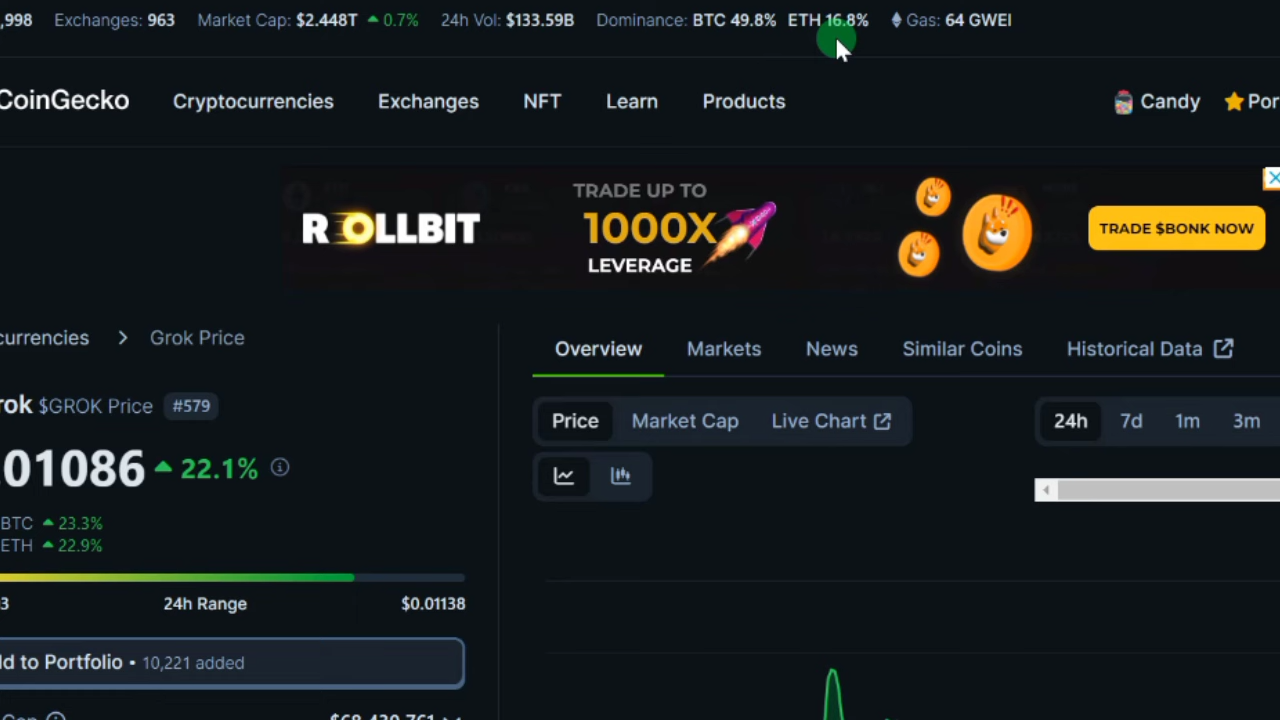 ,998 Exchanges: 963 Market Cap: $2.448T 0.7% 24h Vol: $133.59B Dominance: BTC 49.8% ETH 16.8% Gas: 64 GWEI
CoinGecko Cryptocurrencies Exchanges NFT Learn Products Candy Por
ROLLBIT
TRADE UP TO
1000X
LEVERAGE
TRADE $BONK NOW
currencies > Grok Price
rok $GROK Price #579
01086 22.1%
BTC 23.3%
ETH 22.9%
3 24h Range $0.01138
ld to Portfolio • 10,221 added
Overview Markets News Similar Coins Historical Data
Price Market Cap Live Chart 24h 7d 1m 3m